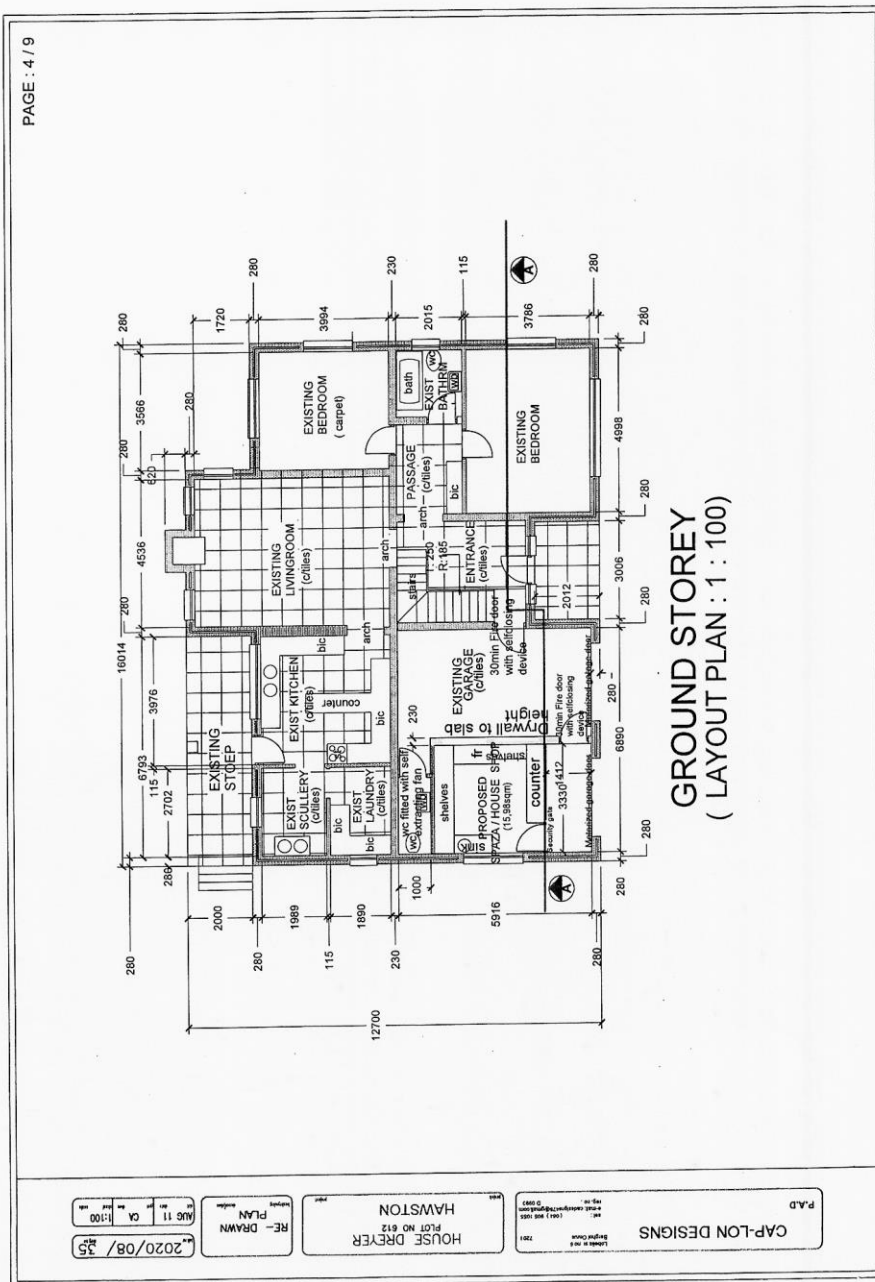 PAGE : 4 / 9
280
16014
280
6793
280
4536
280
3566
280
115
3976
620
280
2702
280
1720
280
3994
230
2015
115
3786
280
280
2000
280
1989
115
1890
230
1000
5916
280
12700
EXISTING
STOEP
EXIST KITCHEN
(c/tiles)
counter
bic
bic
EXIST
SCULLERY
(c/tiles)
EXIST
LAUNDRY
(c/tiles)
bic
bic
EXISTING
LIVINGROOM
(c/tiles)
arch
arch
EXISTING
BEDROOM
( carpet)
bath
wc
EXIST
BATHRM
WD
PASSAGE
(c/tiles)
arch
bic
EXISTING
BEDROOM
stairs
T: 250
R:185
ENTRANCE
(c/tiles)
2012
EXISTING
GARAGE
(c/tiles)
30min Fire door
with selfclosing
device
230
Drywall to slab
height
30min Fire door
with selfclosing
device
Motorized garage door
wc fitted with self
extracting fan
wc
WD
shelves
fr
shelves
PROPOSED
SPAZA / HOUSE SHOP
(15,98sqm)
sink
counter
1412
3330
Security gate
Motorized garage door
A
A
280
280
6890
280
3006
280
4998
280
GROUND STOREY
( LAYOUT PLAN : 1 : 100)
2020/08/ 35
AUG 11
CA
1:100
RE- DRAWN
PLAN
HOUSE DREYER
PLOT NO 612
HAWSTON
CAP-LON DESIGNS
7201
P.A.D